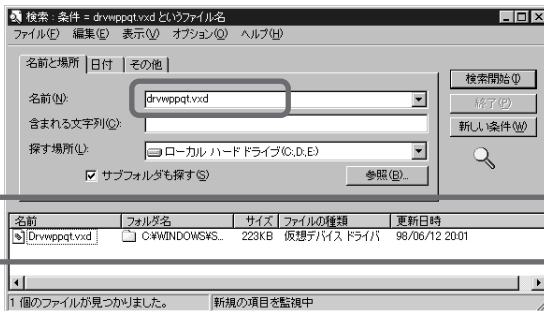 検索 : 条件 = drvwppqt.vxd というファイル名
ファイル(F) 編集(E) 表示(V) オプション(O) ヘルプ(H)
名前と場所 日付 その他
名前(N): drvwppqt.vxd
含まれる文字列(C):
探す場所(L): ローカル ハード ドライブ (C:,D:,E:)
サブフォルダも探す(S) 参照(B)...
検索開始(I)
終了(P)
新しい条件(W)
名前 フォルダ名 サイズ ファイルの種類 更新日時
Drvwppqt.vxd C:¥WINDOWS¥S... 223KB 仮想デバイス ドライバ 98/06/12 20:01
1 個のファイルが見つかりました。 新規の項目を監視中